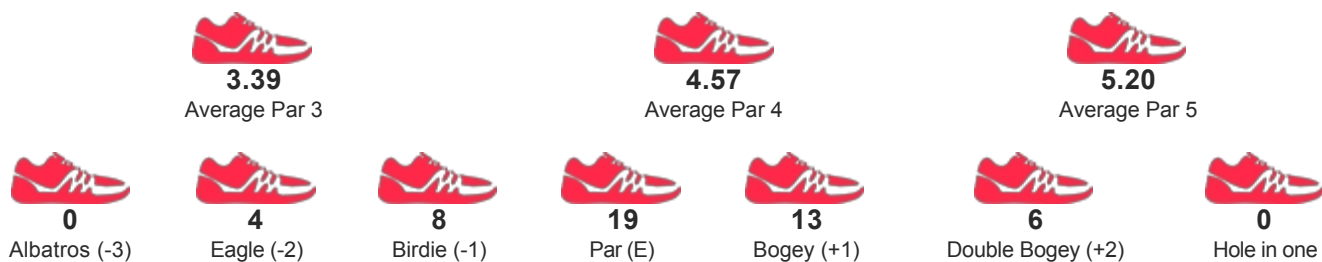 3.39 4.57 5.20
Average Par 3 Average Par 4 Average Par 5
0 4 8 19 13 6 0
Albatros (-3) Eagle (-2) Birdie (-1) Par (E) Bogey (+1) Double Bogey (+2) Hole in one